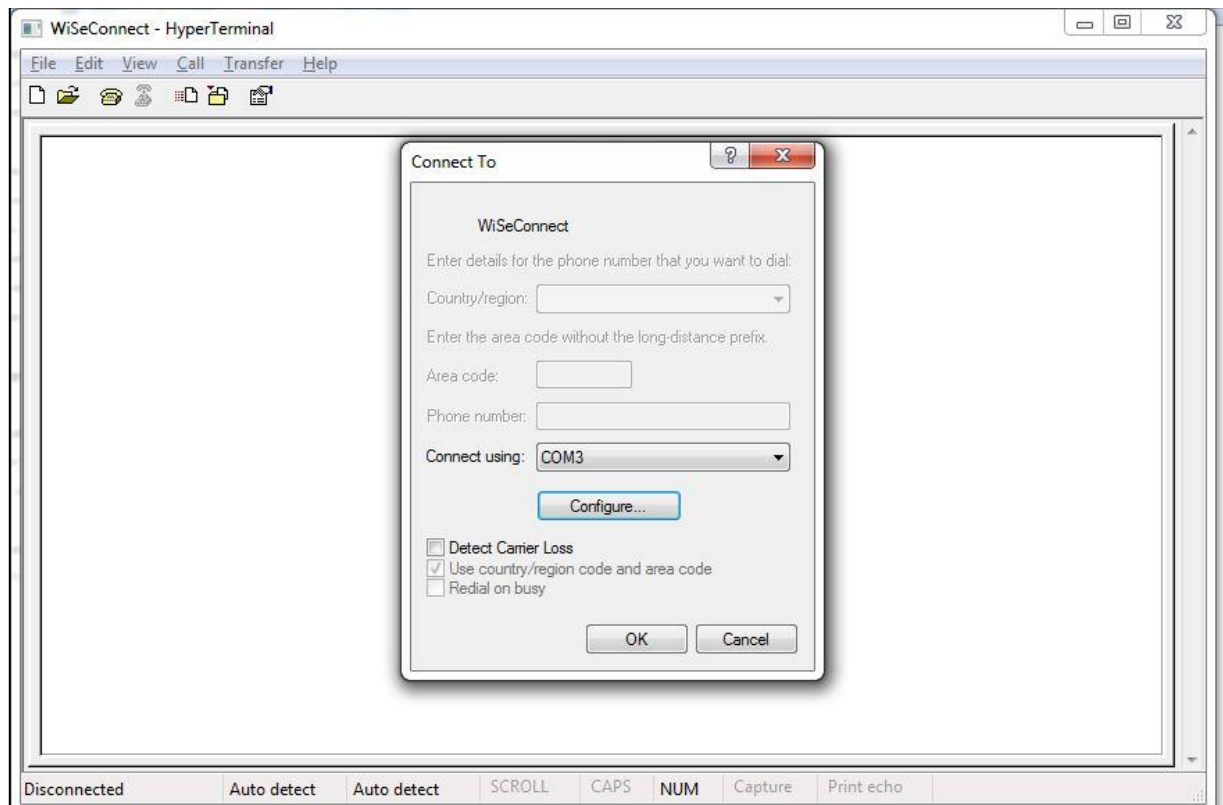 WiSeConnect - HyperTerminal
File Edit View Call Transfer Help
Connect To
WiSeConnect
Enter details for the phone number that you want to dial:
Country/region:
Enter the area code without the long-distance prefix.
Area code:
Phone number:
Connect using: COM3
Configure...
Detect Carrier Loss
Use country/region code and area code
Redial on busy
OK Cancel
Disconnected Auto detect Auto detect SCROLL CAPS NUM Capture Print echo